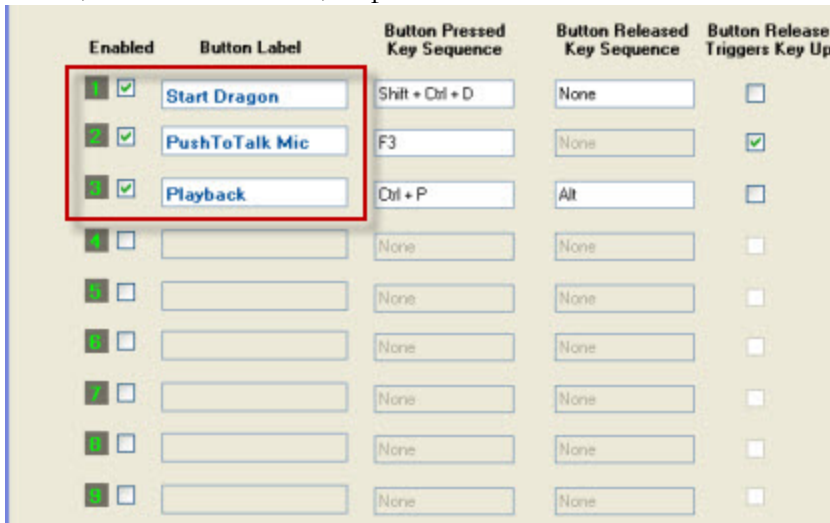 Enabled Button Label Button Pressed Key Sequence Button Released Key Sequence Button Release Triggers Key Up
1 Start Dragon Shift + Ctrl + D None
2 PushToTalk Mic F3 None
3 Playback Ctrl + P Alt
4 None None
5 None None
6 None None
7 None None
8 None None
9 None None